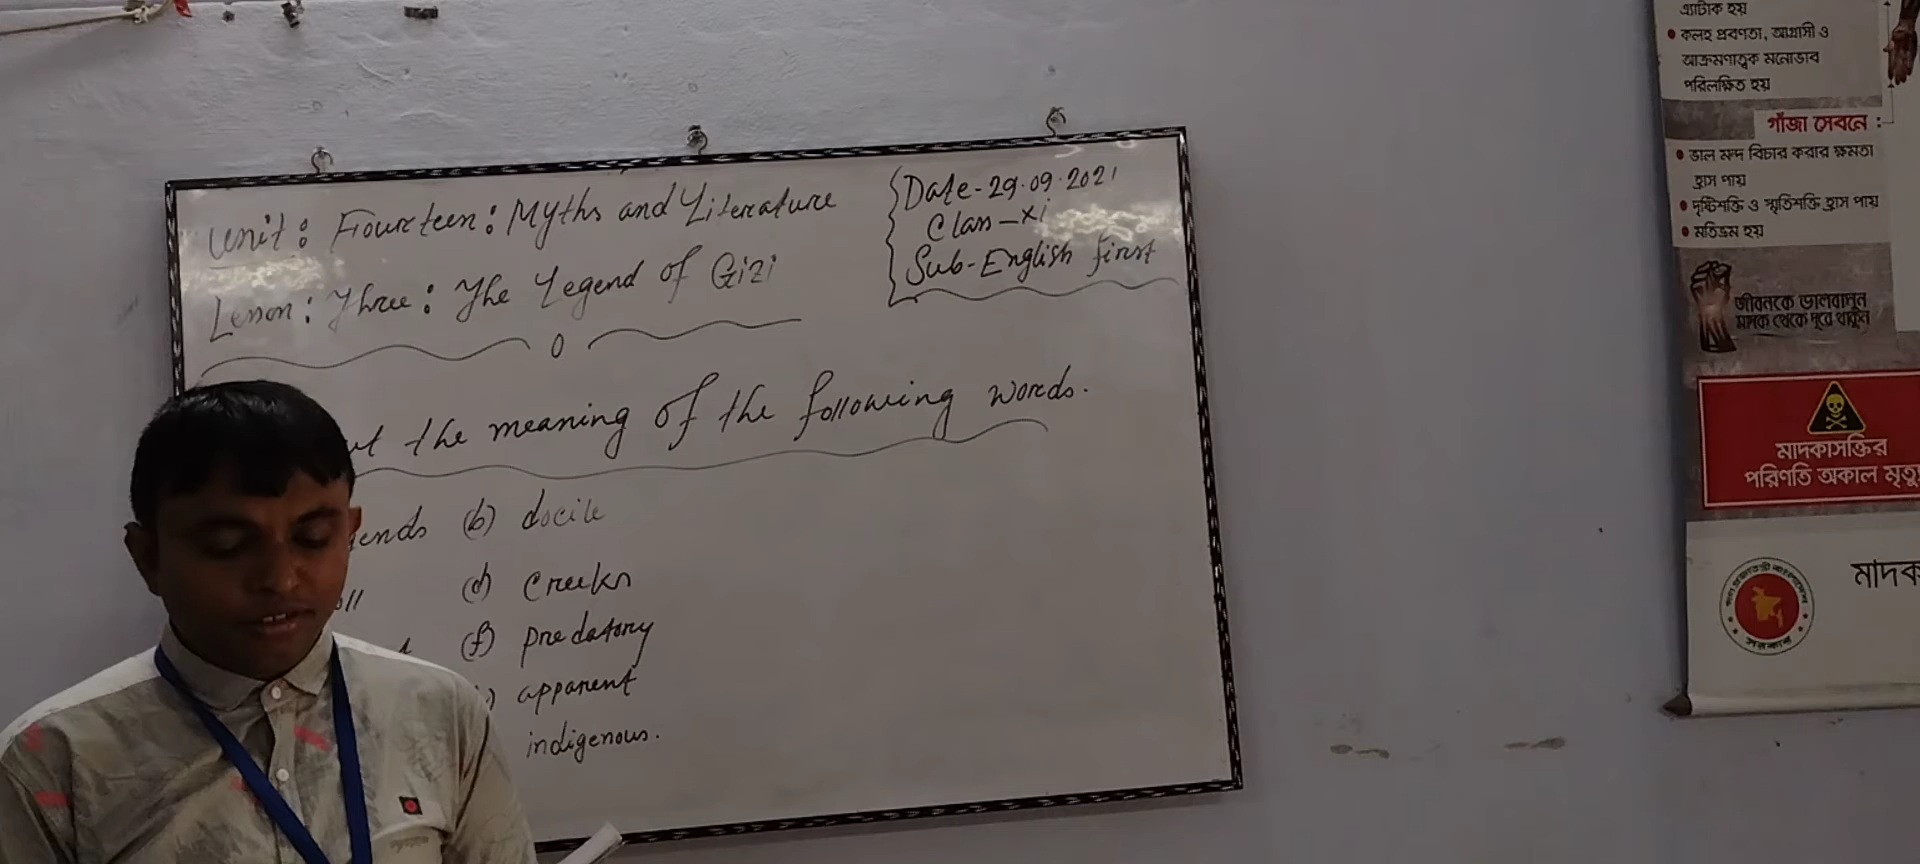 Unit: Fourteen: Myths and Literature
Lesson: Three: The Legend of Gizi
Date-29.09.2021
Class-xi
Sub-English first
the meaning of the following words.
(b) docile
(d) creeks
(f) predatory
apparent
indigenous.
এ্যাটাক হয়
কলহ প্রবণতা, আগ্রাসী ও
আক্রমণাত্বক মনোভাব
পরিলক্ষিত হয়
গাঁজা সেবনে :
ভাল মন্দ বিচার করার ক্ষমতা
হ্রাস পায়
দৃষ্টিশক্তি ও স্মৃতিশক্তি হ্রাস পায়
মতিভ্রম হয়
জীবনকে ভালবাসুন
মাদক থেকে দূরে থাকুন
মাদকাসক্তির
পরিণতি অকাল মৃত্যু